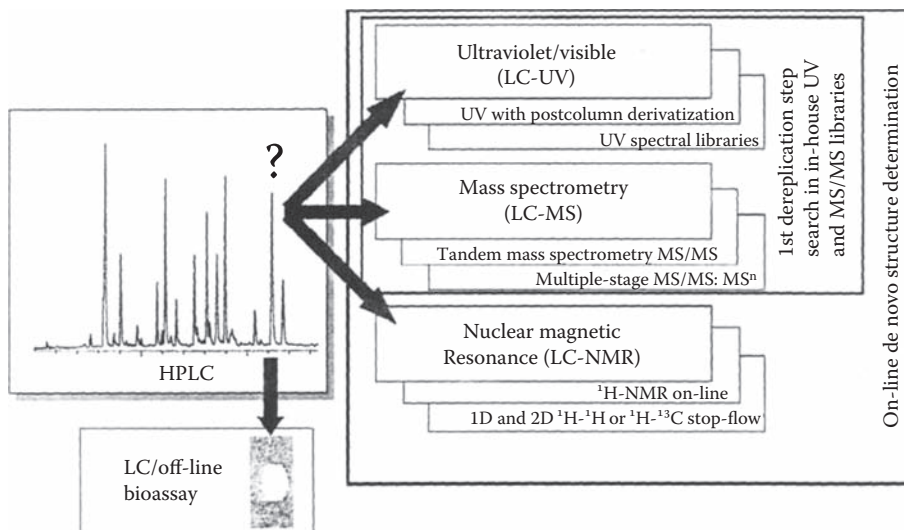 ?
HPLC
LC/off-line
bioassay
Ultraviolet/visible
(LC-UV)
UV with postcolumn derivatization
UV spectral libraries
Mass spectrometry
(LC-MS)
Tandem mass spectrometry MS/MS
Multiple-stage MS/MS: MSⁿ
Nuclear magnetic
Resonance (LC-NMR)
¹H-NMR on-line
1D and 2D ¹H-¹H or ¹H-¹³C stop-flow
1st dereplication step
search in in-house UV
and MS/MS libraries
On-line de novo structure determination